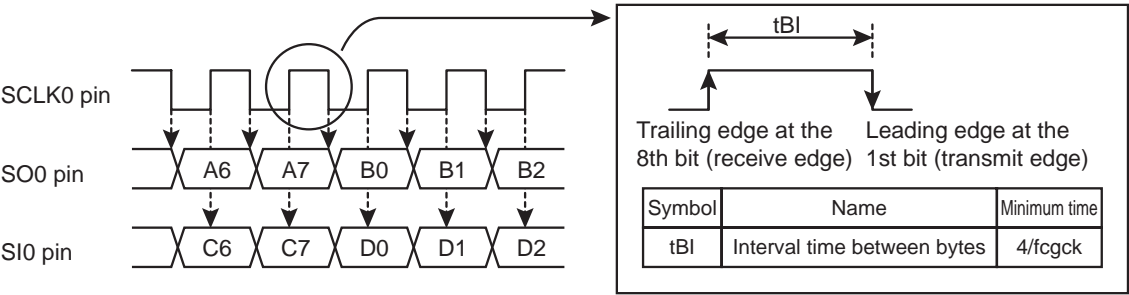 tBI
SCLK0 pin
Trailing edge at the
8th bit (receive edge)
Leading edge at the
1st bit (transmit edge)
SO0 pin A6 A7 B0 B1 B2
SI0 pin C6 C7 D0 D1 D2
Symbol Name Minimum time
tBI Interval time between bytes 4/fcgck